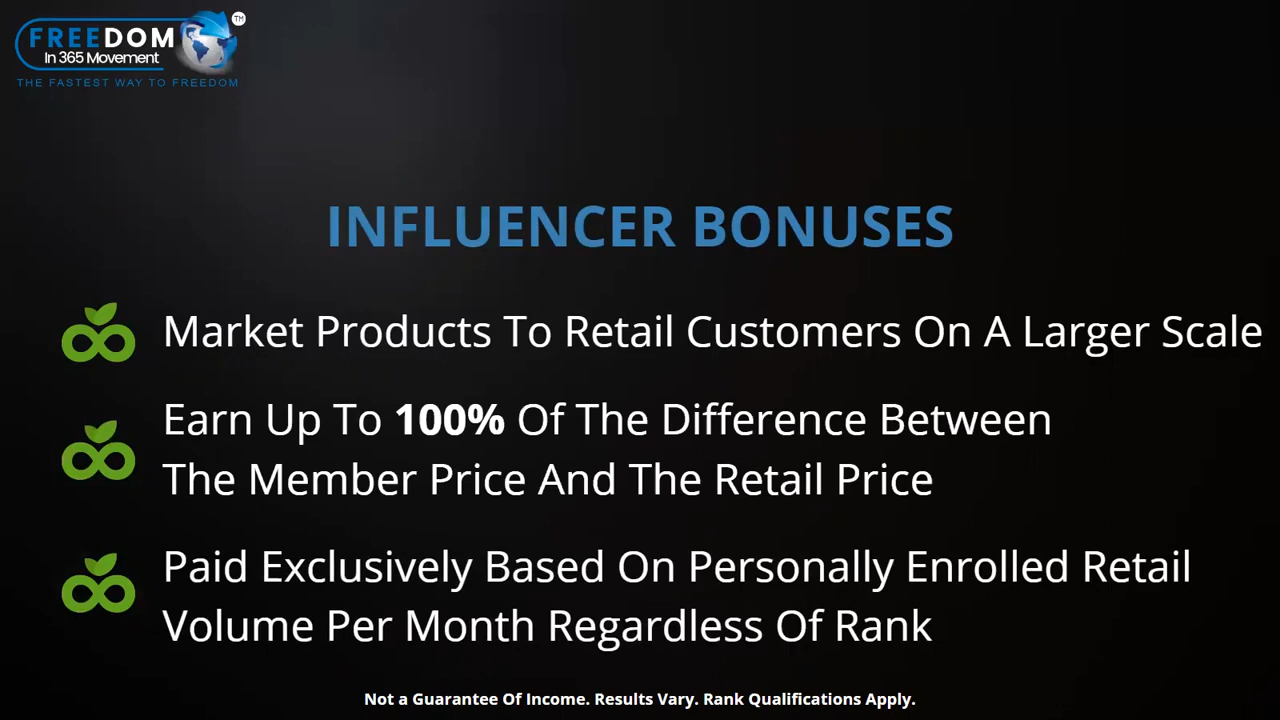 FREEDOM
TM
In 365 Movement
THE FASTEST WAY TO FREEDOM
INFLUENCER BONUSES
Market Products To Retail Customers On A Larger Scale
Earn Up To 100% Of The Difference Between
The Member Price And The Retail Price
Paid Exclusively Based On Personally Enrolled Retail
Volume Per Month Regardless Of Rank
Not a Guarantee Of Income. Results Vary. Rank Qualifications Apply.